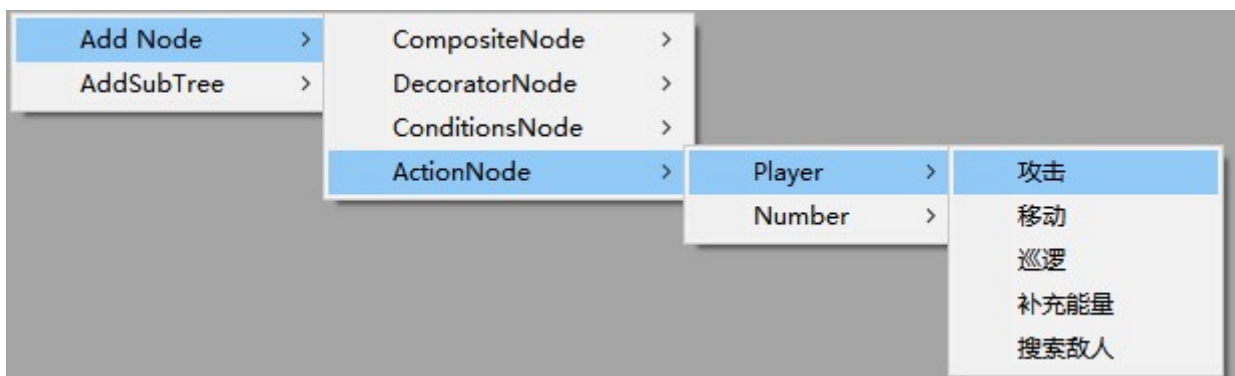 Add Node
AddSubTree
CompositeNode
DecoratorNode
ConditionsNode
ActionNode
Player
Number
攻击
移动
巡逻
补充能量
搜索敌人